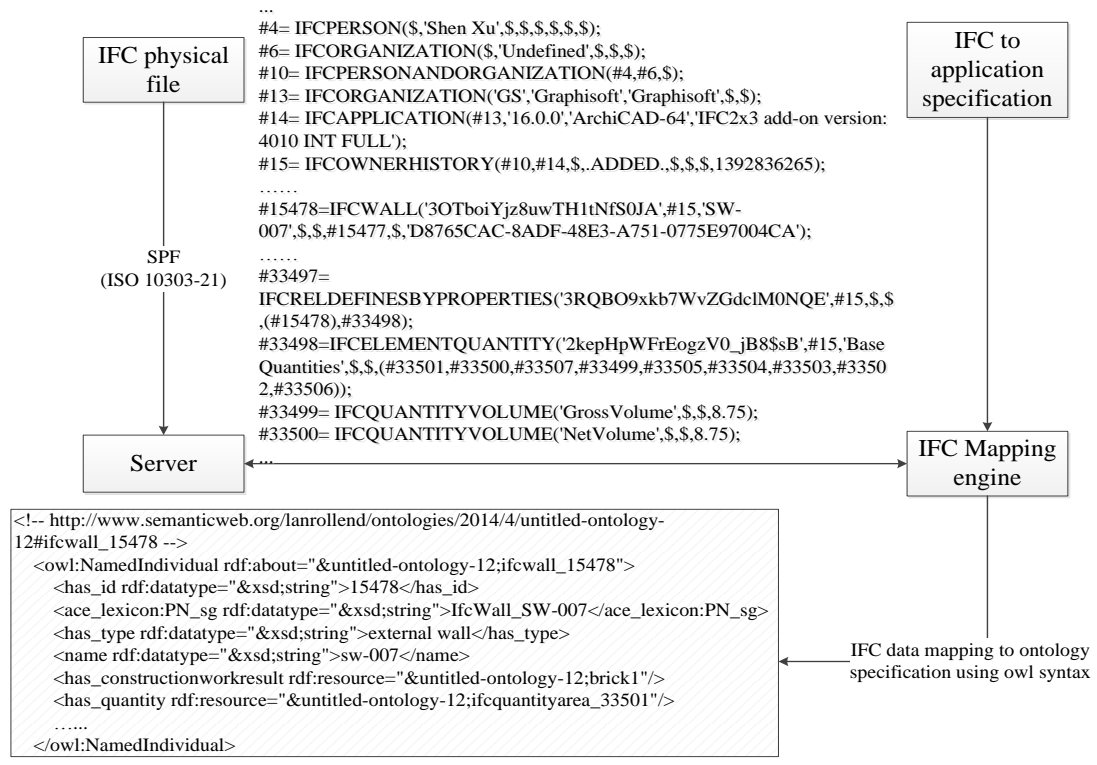 ...
#4= IFCPERSON($,'Shen Xu',$,$,$,$,$,$);
#6= IFCORGANIZATION($,'Undefined',$,$,$);
#10= IFCPERSONANDORGANIZATION(#4,#6,$);
#13= IFCORGANIZATION('GS','Graphisoft','Graphisoft',$,$);
#14= IFCAPPLICATION(#13,'16.0.0','ArchiCAD-64','IFC2x3 add-on version:
4010 INT FULL');
#15= IFCOWNERHISTORY(#10,#14,$,.ADDED.,$,$,$,1392836265);
……
#15478=IFCWALL('3OTboiYjz8uwTH1tNfS0JA',#15,'SW-
007',$,$,#15477,$,'D8765CAC-8ADF-48E3-A751-0775E97004CA');
……
#33497=
IFCRELDEFINESBYPROPERTIES('3RQBO9xkb7WvZGdclM0NQE',#15,$,$
,(#15478),#33498);
#33498=IFCELEMENTQUANTITY('2kepHpWFrEogzV0_jB8$sB',#15,'Base
Quantities',$,$,(#33501,#33500,#33507,#33499,#33505,#33504,#33503,#3350
2,#33506));
#33499= IFCQUANTITYVOLUME('GrossVolume',$,$,8.75);
#33500= IFCQUANTITYVOLUME('NetVolume',$,$,8.75);
...
IFC physical
file
IFC to
application
specification
SPF
(ISO 10303-21)
Server
IFC Mapping
engine
<!-- http://www.semanticweb.org/lanrollend/ontologies/2014/4/untitled-ontology-
12#ifcwall_15478 -->
<owl:NamedIndividual rdf:about="&untitled-ontology-12;ifcwall_15478">
<has_id rdf:datatype="&xsd;string">15478</has_id>
<ace_lexicon:PN_sg rdf:datatype="&xsd;string">IfcWall_SW-007</ace_lexicon:PN_sg>
<has_type rdf:datatype="&xsd;string">external wall</has_type>
<name rdf:datatype="&xsd;string">sw-007</name>
<has_constructionworkresult rdf:resource="&untitled-ontology-12;brick1"/>
<has_quantity rdf:resource="&untitled-ontology-12;ifcquantityarea_33501"/>
…...
</owl:NamedIndividual>
IFC data mapping to ontology
specification using owl syntax